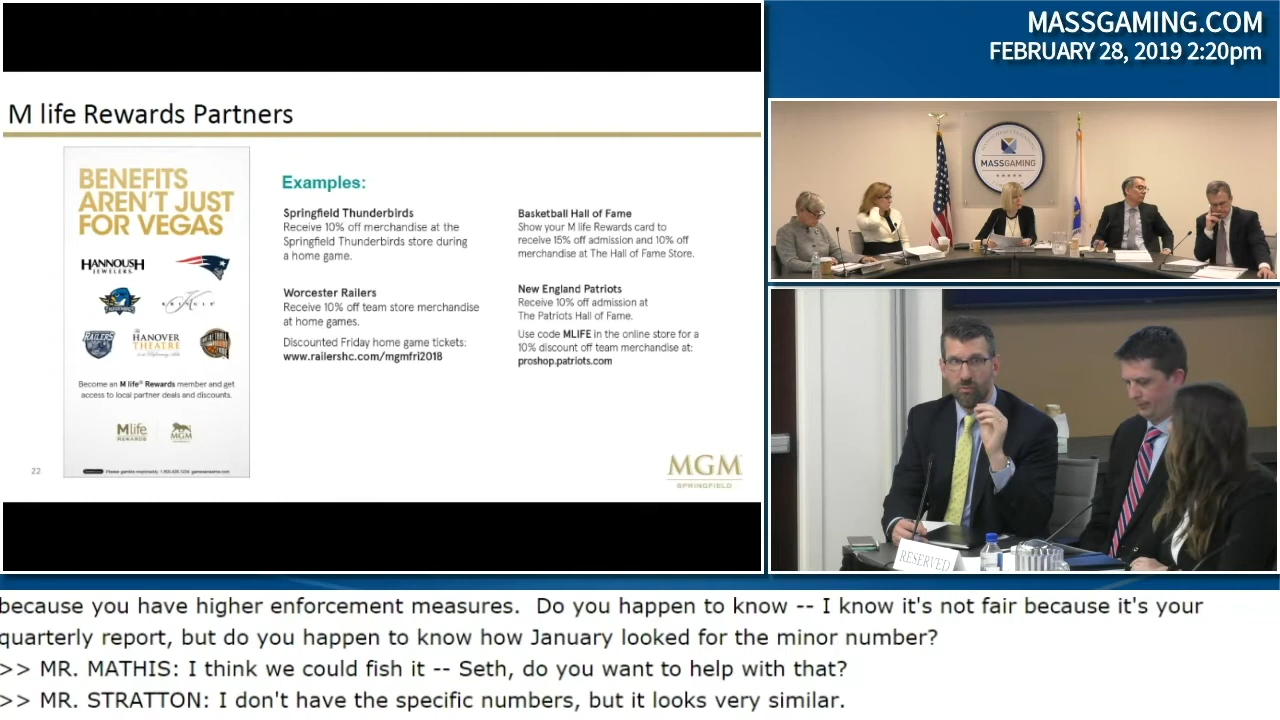 MASSGAMING.COM
FEBRUARY 28, 2019 2:20pm
M life Rewards Partners
BENEFITS
AREN'T JUST
FOR VEGAS
HANNOUSH
JEWELERS
RAILERS
The
HANOVER
THEATRE
Become an M life® Rewards member and get
access to local partner deals and discounts.
Mlife
REWARDS
MGM
Examples:
Springfield Thunderbirds
Receive 10% off merchandise at the
Springfield Thunderbirds store during
a home game.
Worcester Railers
Receive 10% off team store merchandise
at home games.
Discounted Friday home game tickets:
www.railershc.com/mgmfri2018
Basketball Hall of Fame
Show your M life Rewards card to
receive 15% off admission and 10% off
merchandise at The Hall of Fame Store.
New England Patriots
Receive 10% off admission at
The Patriots Hall of Fame.
Use code MLIFE in the online store for a
10% discount off team merchandise at:
proshop.patriots.com
22
MGM
SPRINGFIELD
MASSGAMING
RESERVED
because you have higher enforcement measures.  Do you happen to know -- I know it's not fair because it's your
quarterly report, but do you happen to know how January looked for the minor number?
>> MR. MATHIS: I think we could fish it -- Seth, do you want to help with that?
>> MR. STRATTON: I don't have the specific numbers, but it looks very similar.